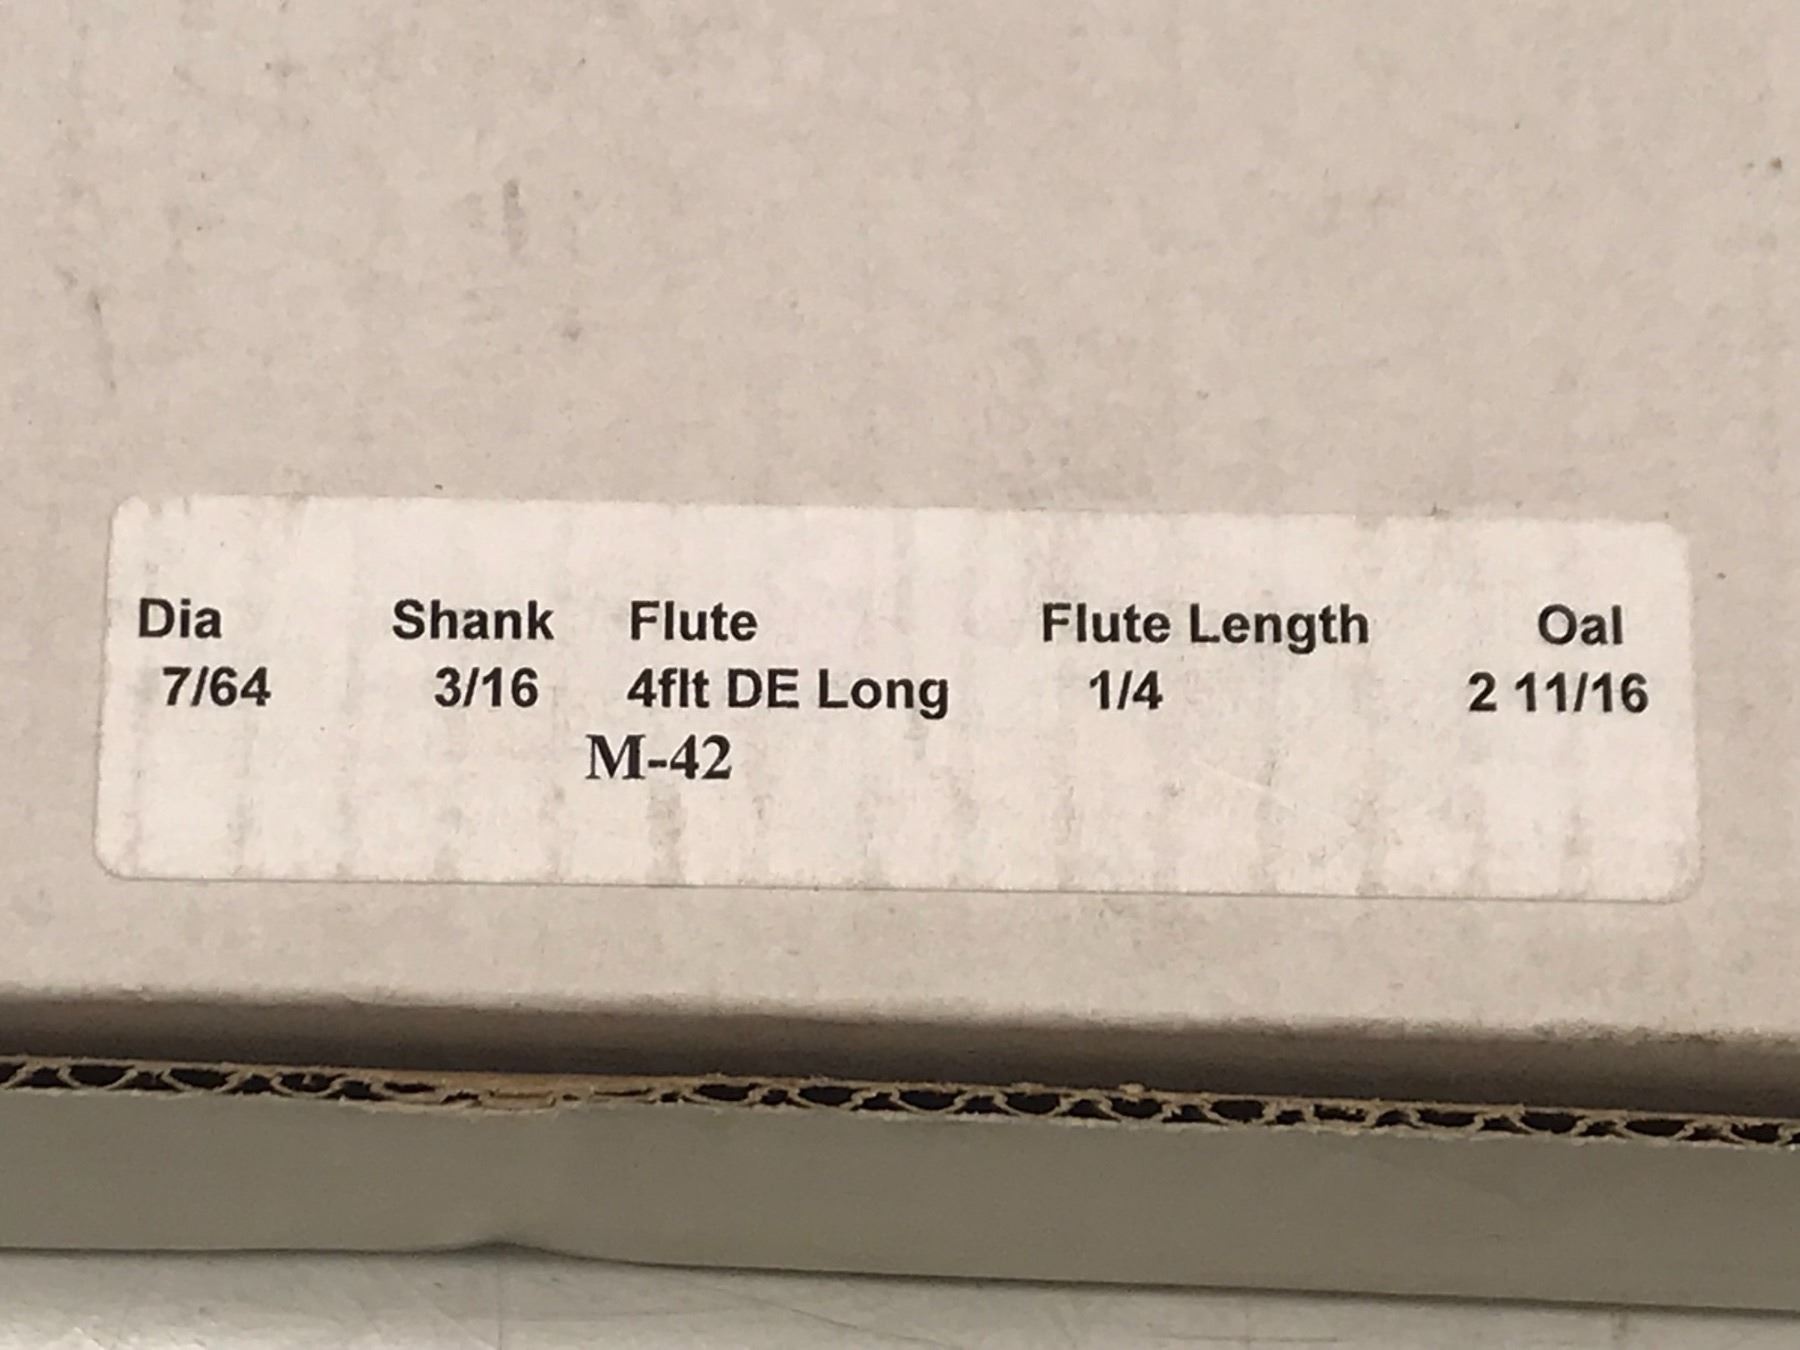 Dia Shank Flute Flute Length Oal
7/64 3/16 4flt DE Long 1/4 2 11/16
M-42